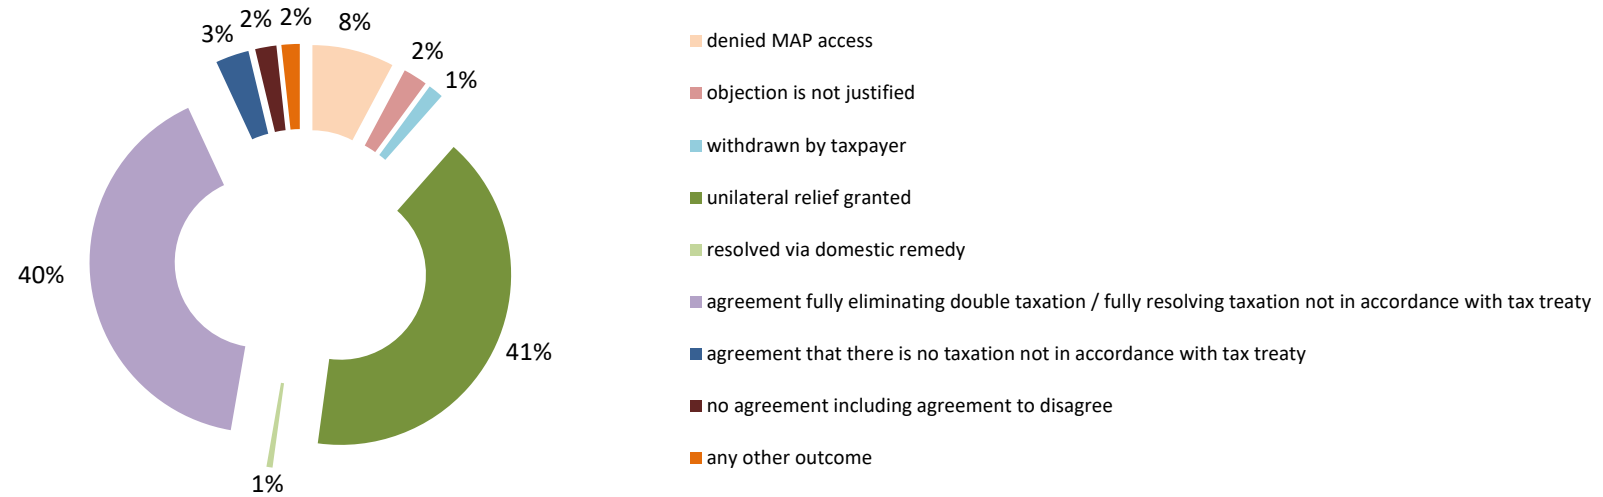 3%
2%
2%
8%
2%
1%
40%
41%
1%
denied MAP access
objection is not justified
withdrawn by taxpayer
unilateral relief granted
resolved via domestic remedy
agreement fully eliminating double taxation / fully resolving taxation not in accordance with tax treaty
agreement that there is no taxation not in accordance with tax treaty
no agreement including agreement to disagree
any other outcome